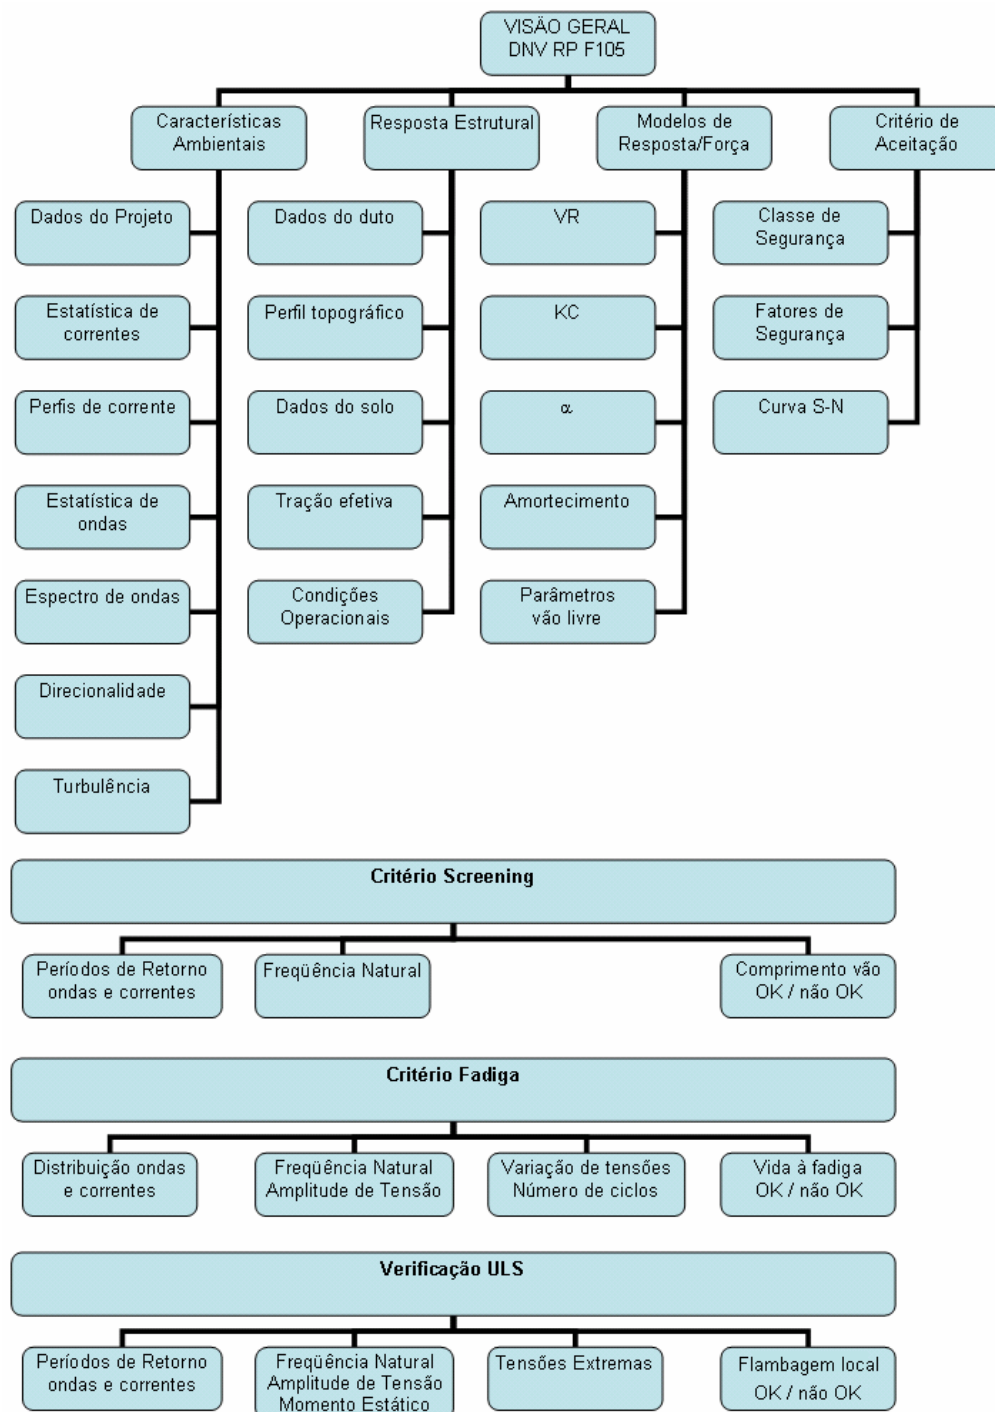 VISÃO GERAL
DNV RP F105
Características
Ambientais
Resposta Estrutural
Modelos de
Resposta/Força
Critério de
Aceitação
Dados do Projeto
Dados do duto
VR
Classe de
Segurança
Estatística de
correntes
Perfil topográfico
KC
Fatores de
Segurança
Perfis de corrente
Dados do solo
α
Curva S-N
Estatística de
ondas
Tração efetiva
Amortecimento
Espectro de ondas
Condições
Operacionais
Parâmetros
vão livre
Direcionalidade
Turbulência
Critério Screening
Períodos de Retorno
ondas e correntes
Freqüência Natural
Comprimento vão
OK / não OK
Critério Fadiga
Distribuição ondas
e correntes
Freqüência Natural
Amplitude de Tensão
Variação de tensões
Número de ciclos
Vida à fadiga
OK / não OK
Verificação ULS
Períodos de Retorno
ondas e correntes
Freqüência Natural
Amplitude de Tensão
Momento Estático
Tensões Extremas
Flambagem local
OK / não OK